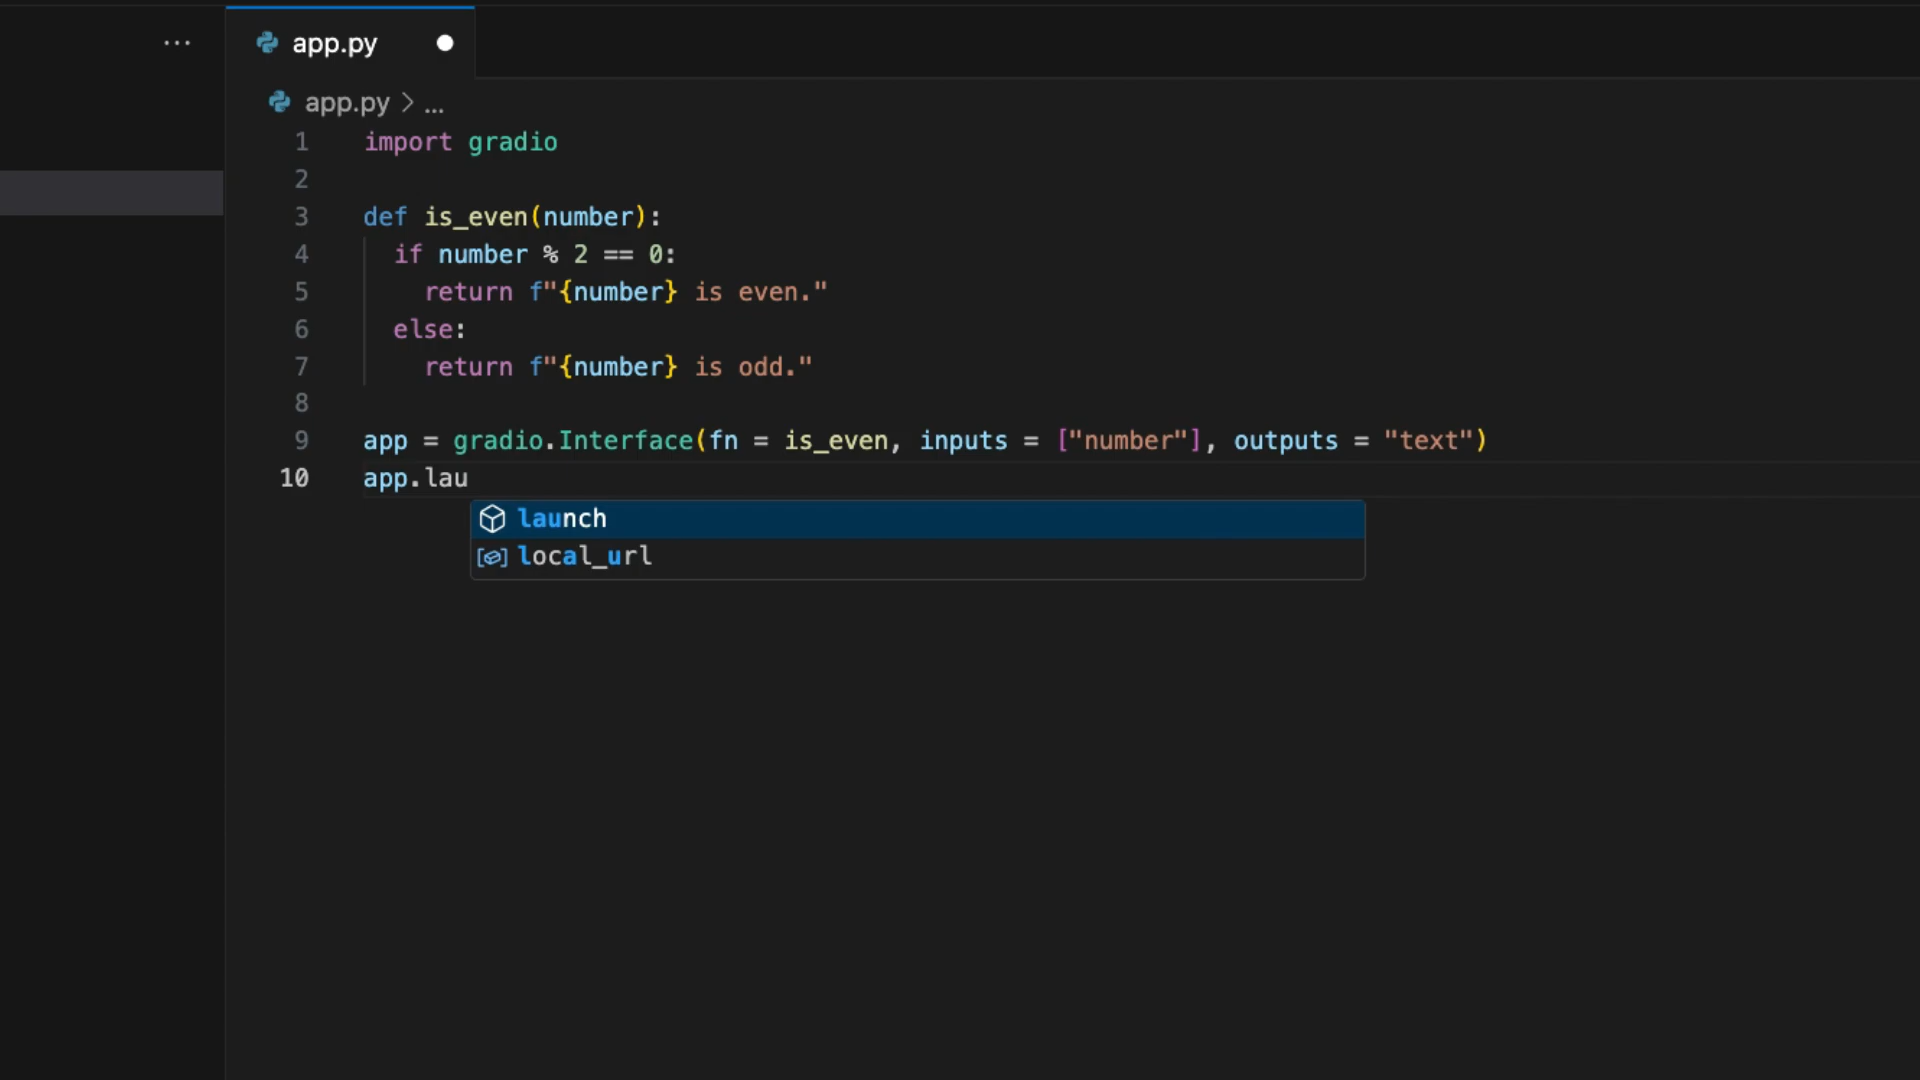 ... app.py
app.py > ...
1 import gradio
2
3 def is_even(number):
4   if number % 2 == 0:
5     return f"{number} is even."
6   else:
7     return f"{number} is odd."
8
9 app = gradio.Interface(fn = is_even, inputs = ["number"], outputs = "text")
10 app.lau
launch
local_url